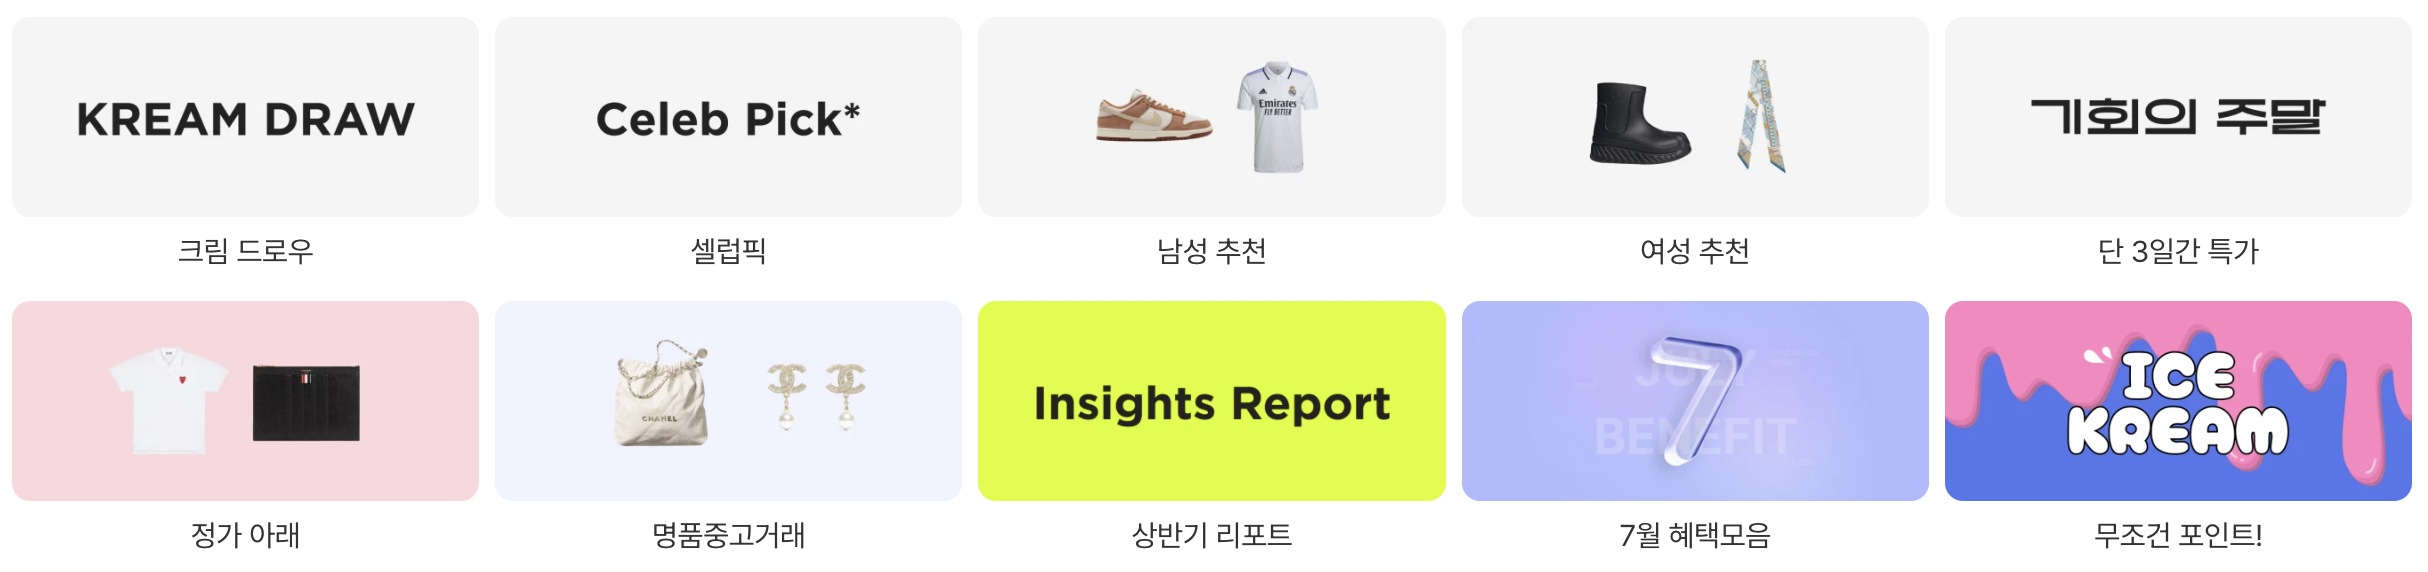 KREAM DRAW
Celeb Pick*
Emirates
FLY BETTER
기회의 주말
크림 드로우
셀럽픽
남성 추천
여성 추천
단 3일간 특가
CHANEL
Insights Report
JULY
BENEFIT
7
ICE
KREAM
정가 아래
명품중고거래
상반기 리포트
7월 혜택모음
무조건 포인트!